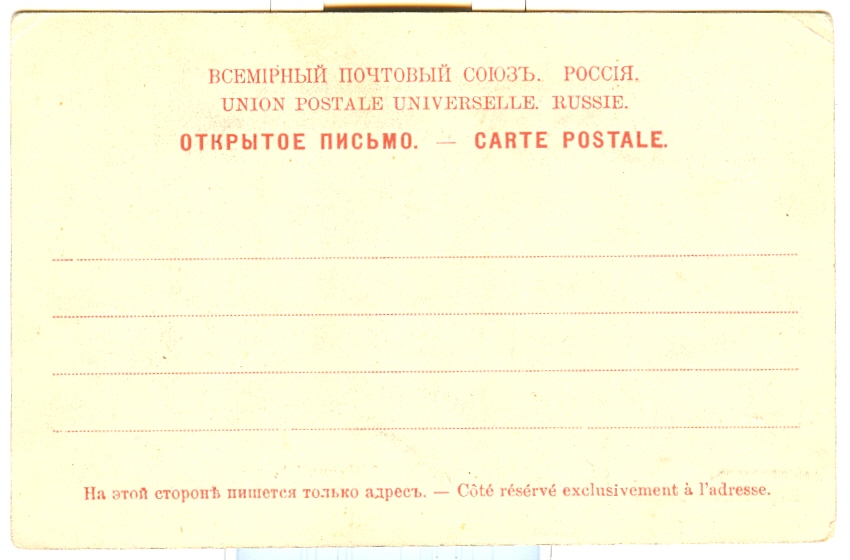 ВСЕМІРНЫЙ ПОЧТОВЫЙ СОЮЗЪ. РОССІЯ.
UNION POSTALE UNIVERSELLE. RUSSIE.
ОТКРЫТОЕ ПИСЬМО. — CARTE POSTALE.
На этой сторонѣ пишется только адресъ. — Côté résérvé exclusivement à l'adresse.